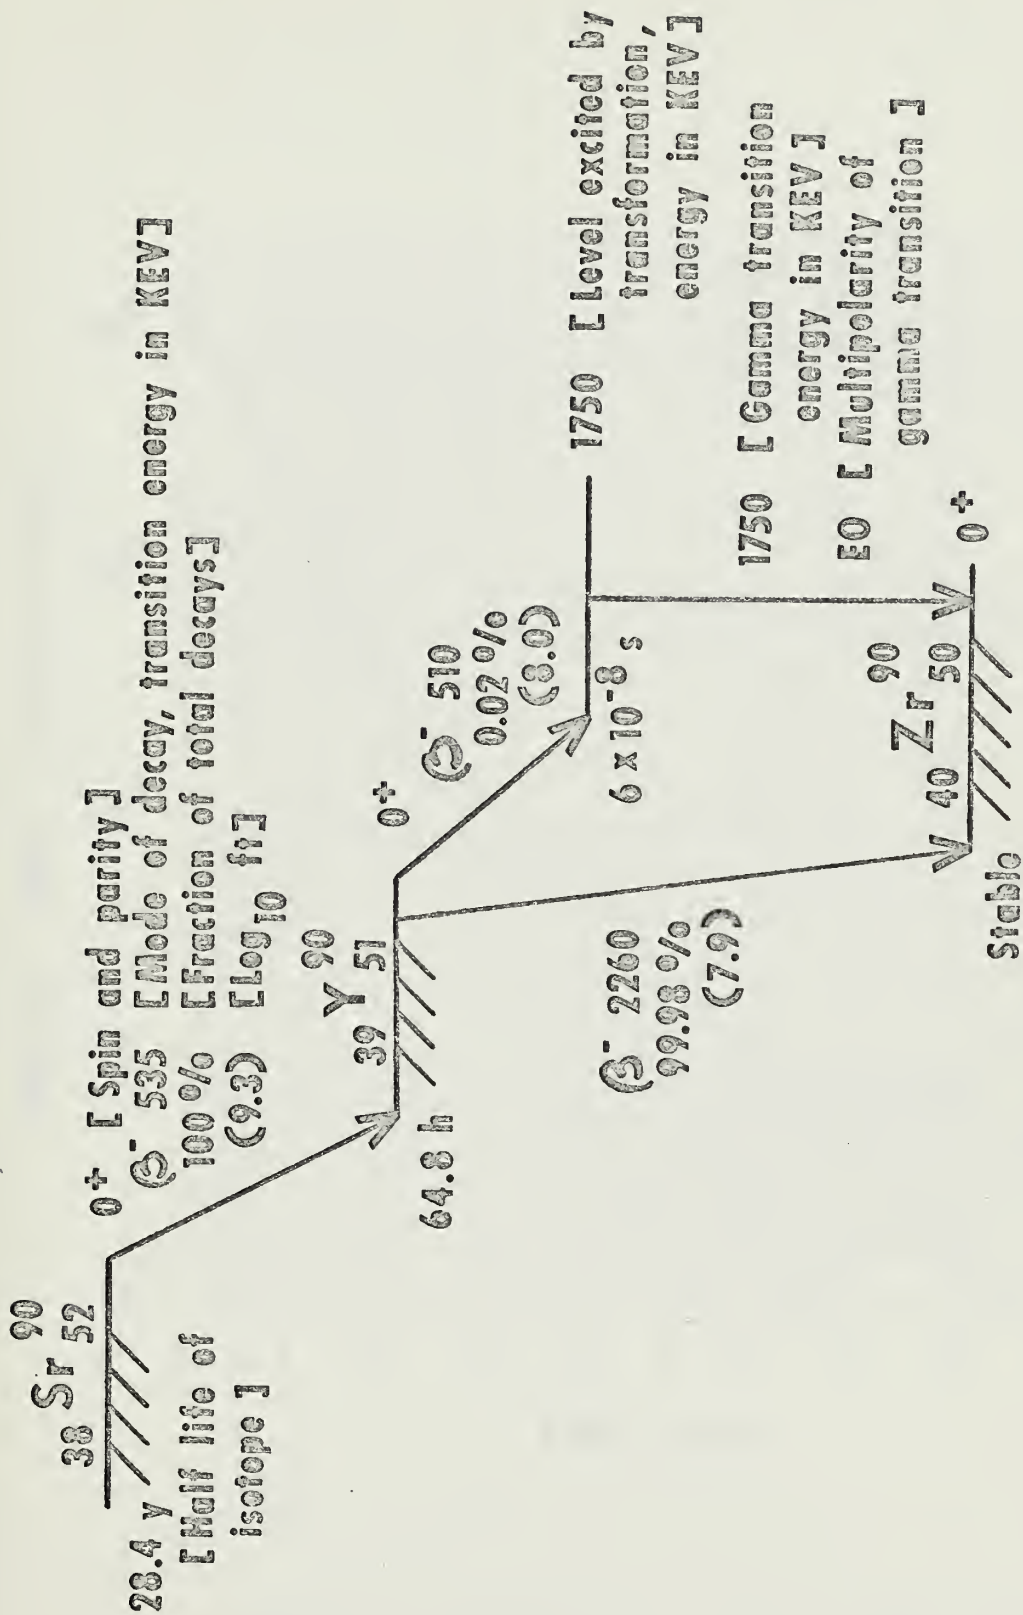 38 Sr 90 52
28.4 y
[ Half life of
isotope ]
0+ [ Spin and parity ]
β- 535 [ Mode of decay, transition energy in KEV ]
100% [ Fraction of total decays ]
(9.3) [ Log10 ft ]
39 Y 90 51
64.8 h
0+
β- 510
0.02%
(8.0)
β- 2260
99.98%
(7.9)
6 x 10-8 s
1750 [ Level excited by
transformation,
energy in KEV ]
1750 [ Gamma transition
energy in KEV ]
EO [ Multipolarity of
gamma transition ]
40 Zr 90 50
0+
Stable